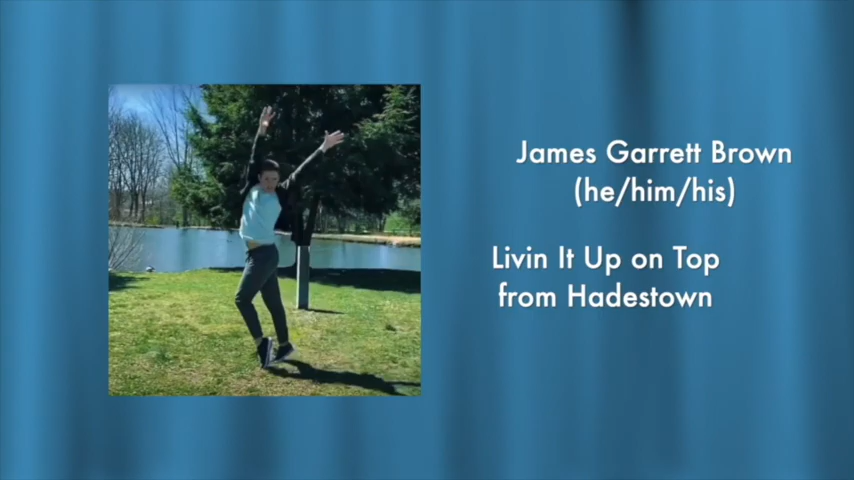 James Garrett Brown
(he/him/his)
Livin It Up on Top
from Hadestown